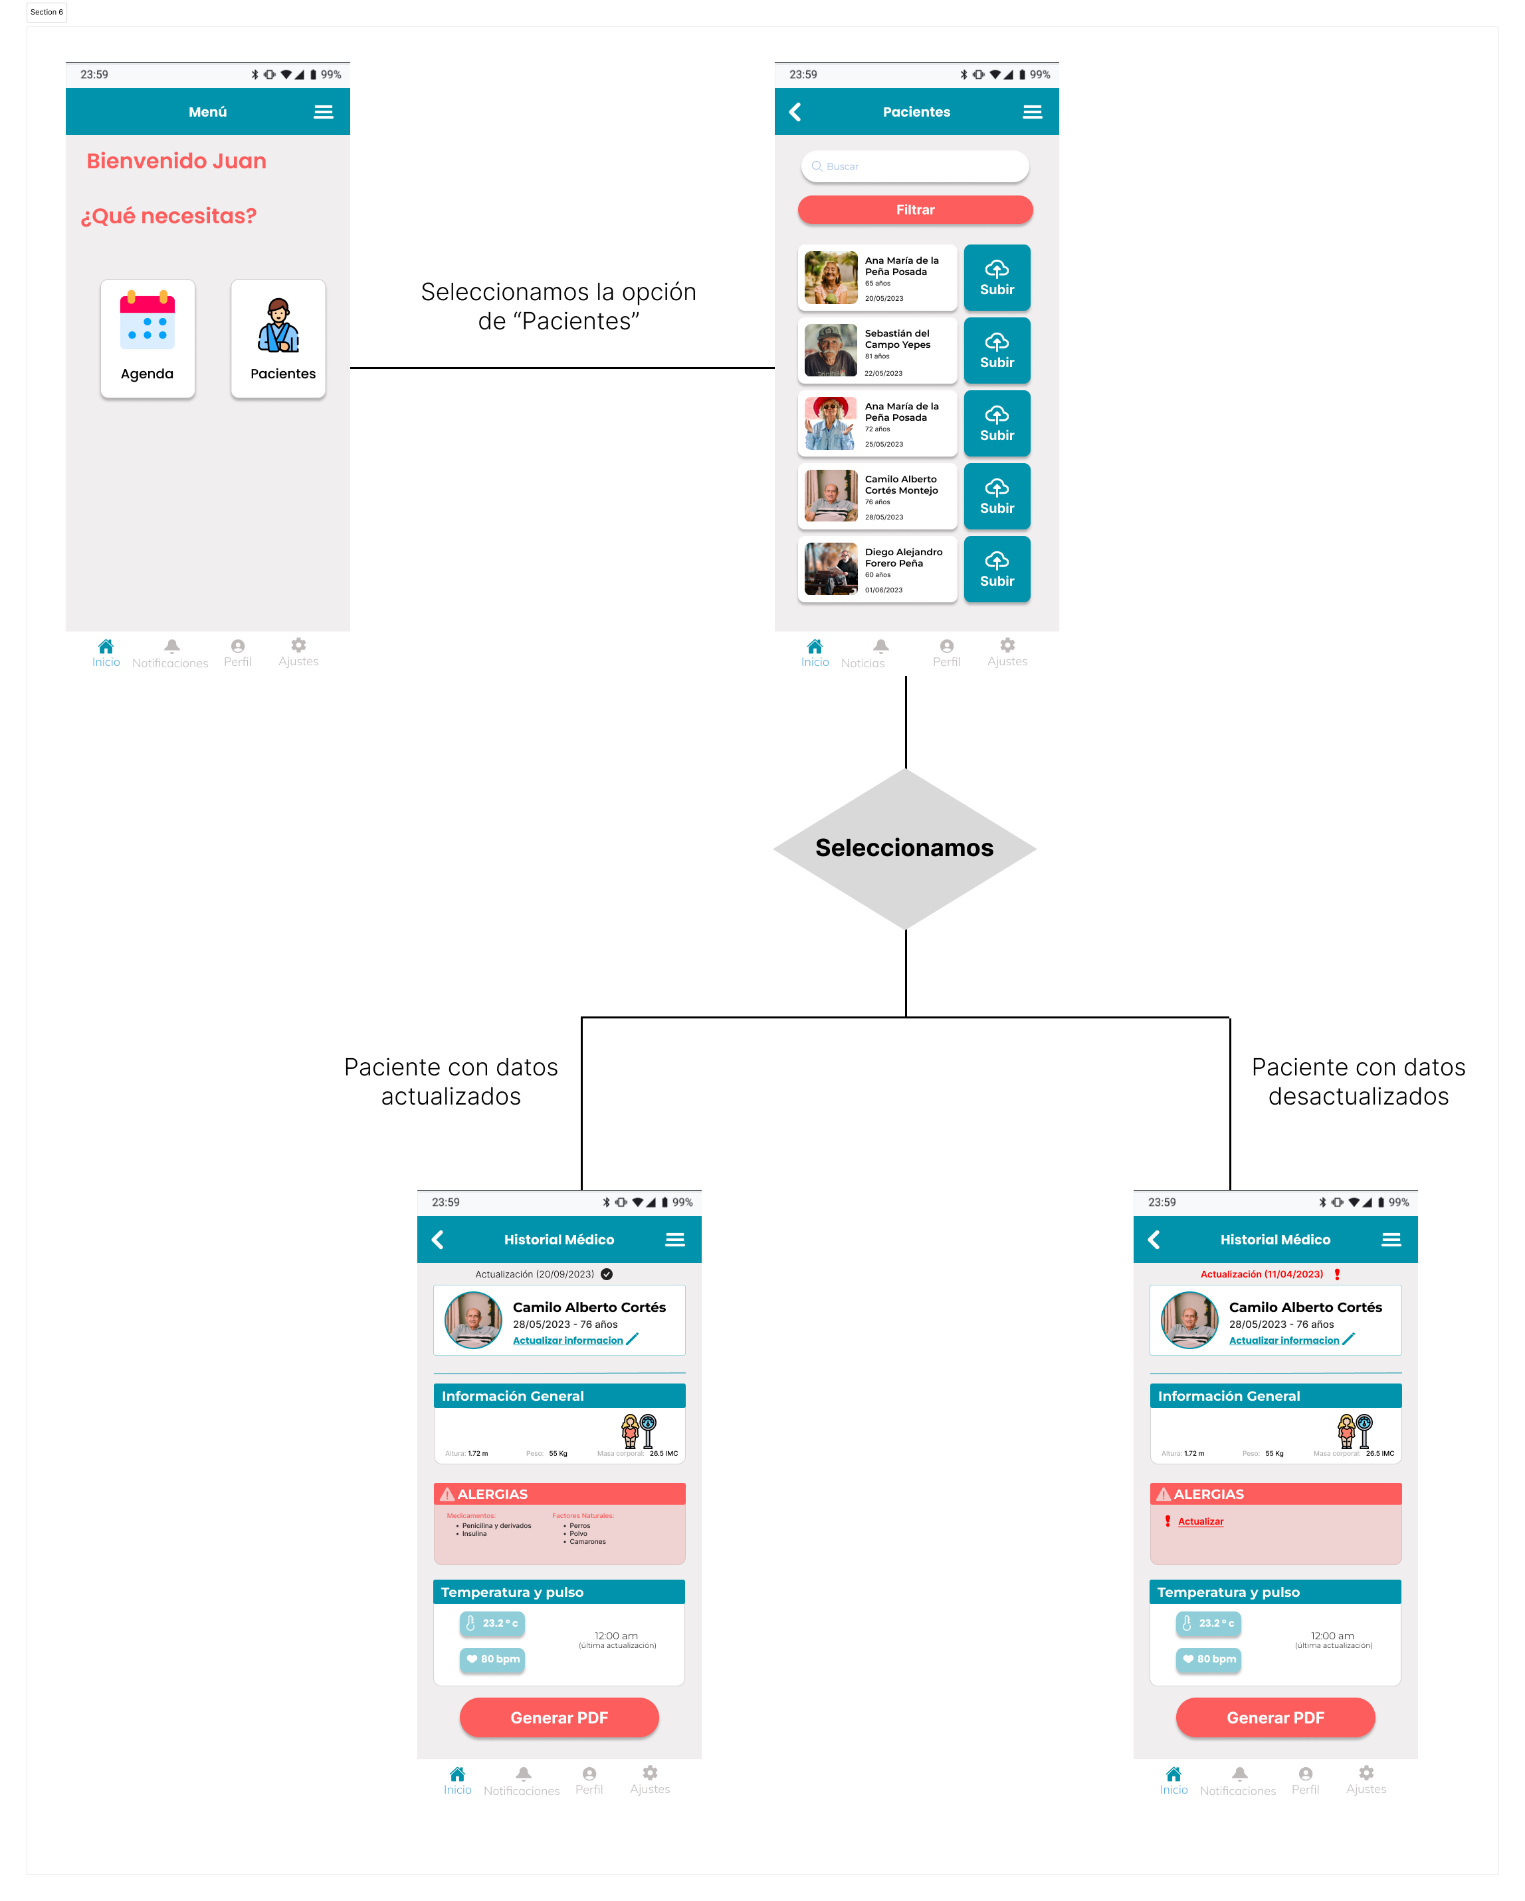 Section 6
23:59
99%
Menú
Bienvenido Juan
¿Qué necesitas?
Agenda
Pacientes
Inicio
Notificaciones
Perfil
Ajustes
Seleccionamos la opción
de “Pacientes”
23:59
99%
Pacientes
Buscar
Filtrar
Ana María de la
Peña Posada
65 años
20/05/2023
Subir
Sebastián del
Campo Yepes
81 años
22/05/2023
Subir
Ana María de la
Peña Posada
72 años
25/05/2023
Subir
Camilo Alberto
Cortés Montejo
76 años
28/05/2023
Subir
Diego Alejandro
Forero Peña
60 años
01/06/2023
Subir
Inicio
Noticias
Perfil
Ajustes
Seleccionamos
Paciente con datos
actualizados
Paciente con datos
desactualizados
23:59
99%
Historial Médico
Actualización (20/09/2023)
Camilo Alberto Cortés
28/05/2023 - 76 años
Actualizar informacion
Información General
Altura: 1.72 m
Peso: 55 Kg
Masa corporal: 26.5 IMC
ALERGIAS
Medicamentos:
• Penicilina y derivados
• Insulina
Factores Naturales:
• Perros
• Polvo
• Camarones
Temperatura y pulso
23.2 º c
80 bpm
12:00 am
(última actualización)
Generar PDF
Inicio
Notificaciones
Perfil
Ajustes
23:59
99%
Historial Médico
Actualización (11/04/2023)
Camilo Alberto Cortés
28/05/2023 - 76 años
Actualizar informacion
Información General
Altura: 1.72 m
Peso: 55 Kg
Masa corporal: 26.5 IMC
ALERGIAS
Actualizar
Temperatura y pulso
23.2 º c
80 bpm
12:00 am
(última actualización)
Generar PDF
Inicio
Notificaciones
Perfil
Ajustes